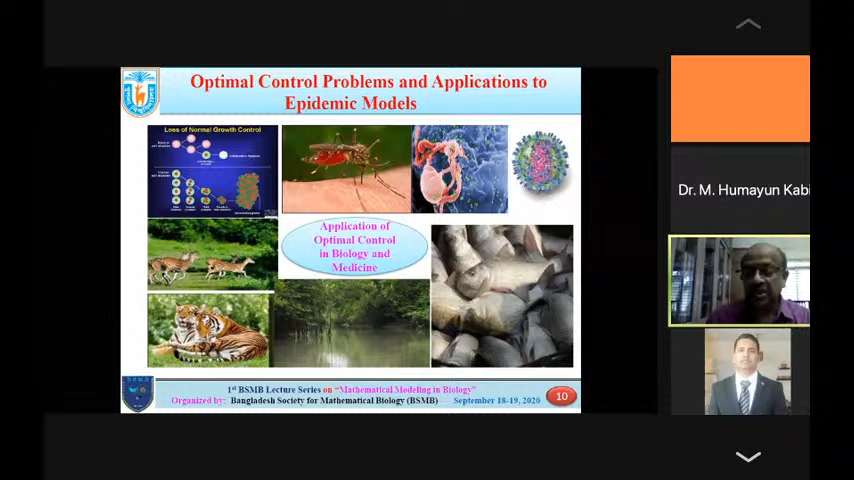 Optimal Control Problems and Applications to
Epidemic Models
Loss of Normal Growth Control
Application of
Optimal Control
in Biology and
Medicine
1st BSMB Lecture Series on "Mathematical Modeling in Biology"
Organized by: Bangladesh Society for Mathematical Biology (BSMB) September 18-19, 2020
10
Dr. M. Humayun Kabi